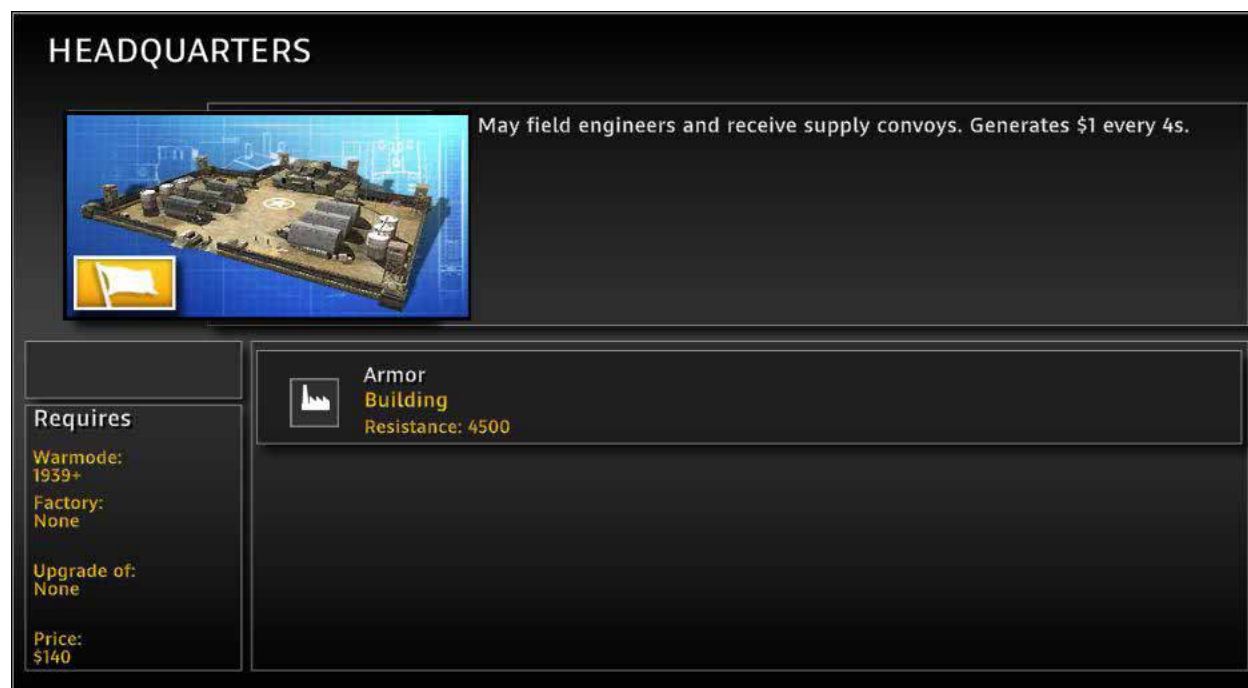 HEADQUARTERS
May field engineers and receive supply convoys. Generates $1 every 4s.
Armor
Building
Resistance: 4500
Requires
Warmode:
1939+
Factory:
None
Upgrade of:
None
Price:
$140